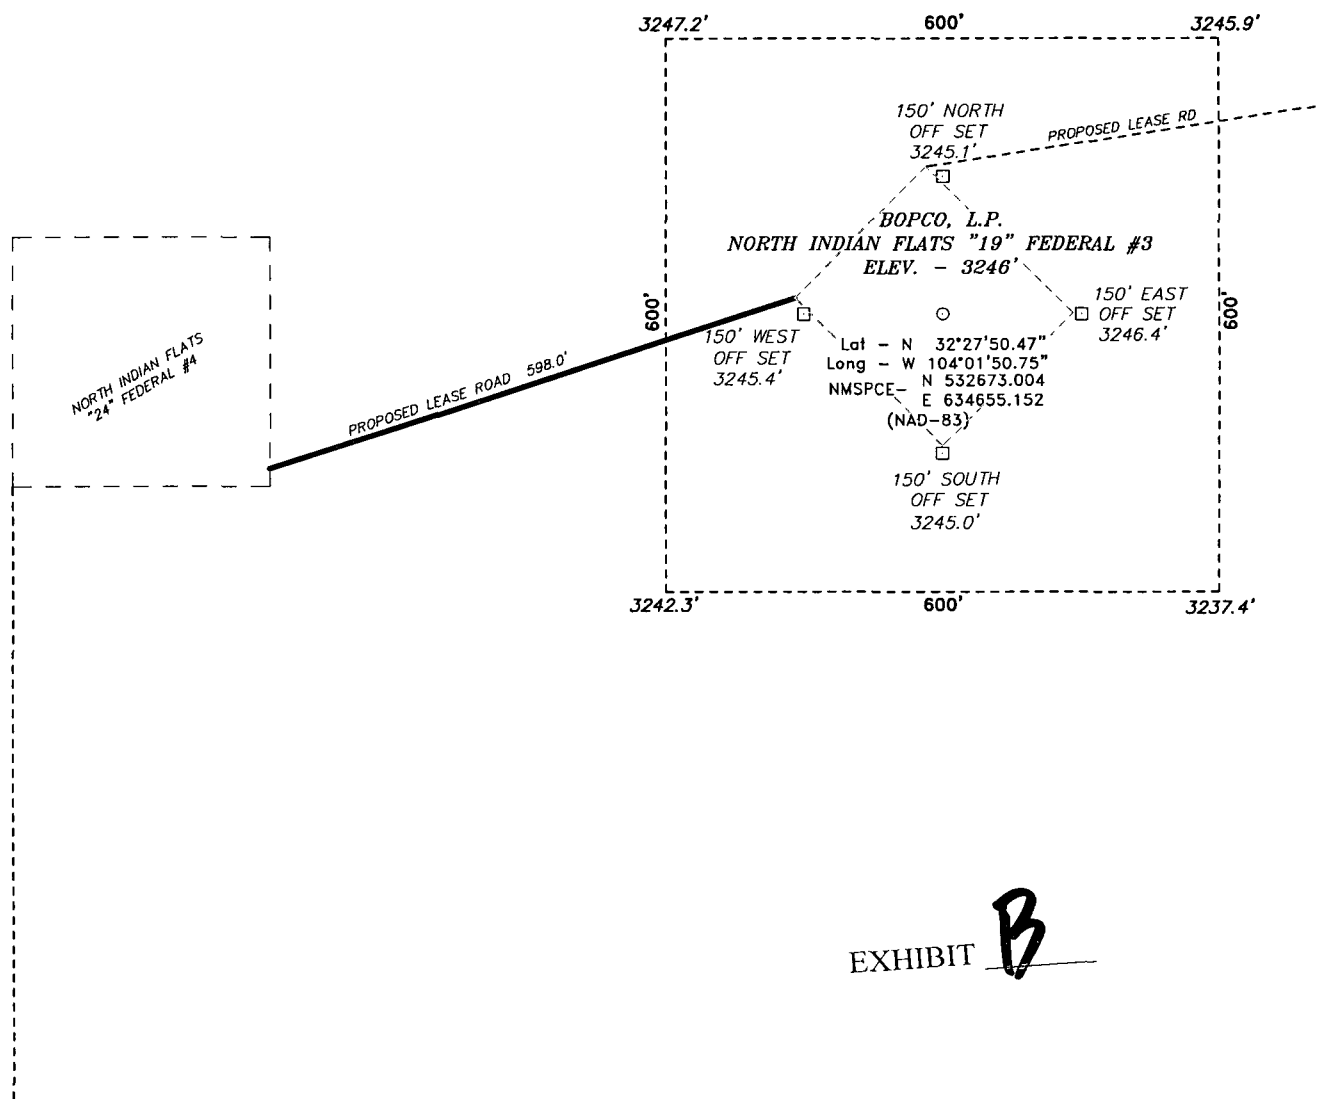 3247.2'
600'
3245.9'
150' NORTH
OFF SET
3245.1'
PROPOSED LEASE RD
BOPCO, L.P.
NORTH INDIAN FLATS "19" FEDERAL #3
ELEV. - 3246'
600'
150' EAST
OFF SET
3246.4'
600'
150' WEST
OFF SET
3245.4'
Lat - N 32°27'50.47"
Long - W 104°01'50.75"
NMSPCE- N 532673.004
E 634655.152
(NAD-83)
NORTH INDIAN FLATS
"24" FEDERAL #4
PROPOSED LEASE ROAD 598.0'
150' SOUTH
OFF SET
3245.0'
3242.3'
600'
3237.4'
EXHIBIT B